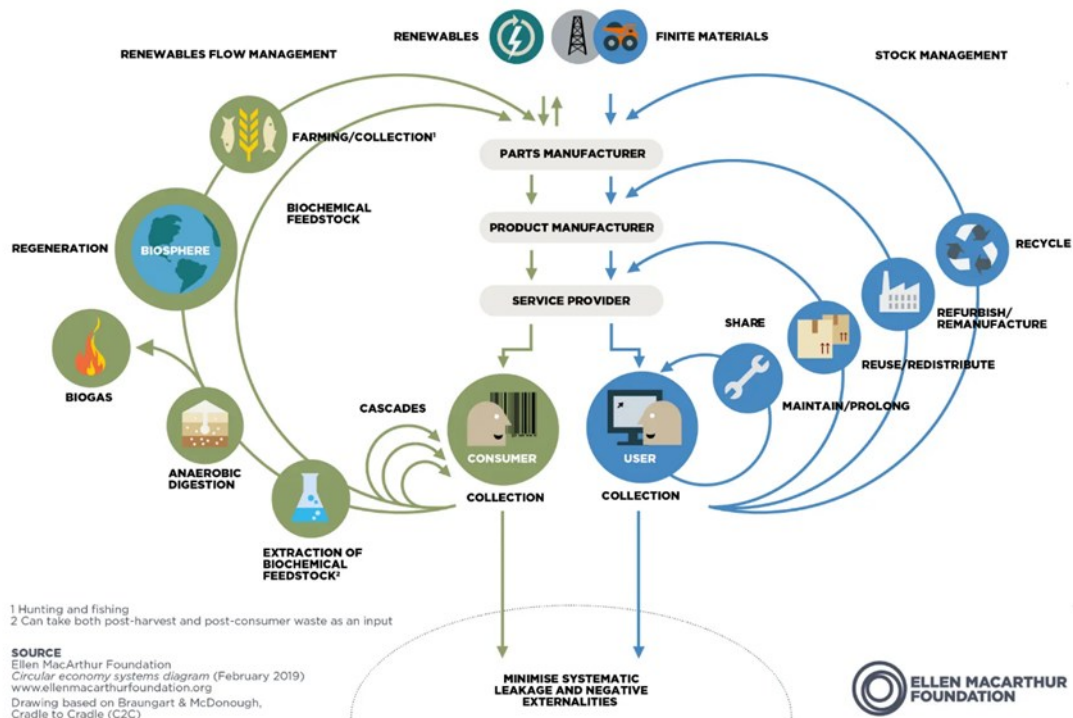 RENEWABLES
FINITE MATERIALS
RENEWABLES FLOW MANAGEMENT
STOCK MANAGEMENT
FARMING/COLLECTION¹
PARTS MANUFACTURER
BIOCHEMICAL
FEEDSTOCK
PRODUCT MANUFACTURER
REGENERATION
BIOSPHERE
RECYCLE
SERVICE PROVIDER
SHARE
REFURBISH/
REMANUFACTURE
REUSE/REDISTRIBUTE
BIOGAS
CASCADES
MAINTAIN/PROLONG
CONSUMER
USER
ANAEROBIC
DIGESTION
COLLECTION
COLLECTION
EXTRACTION OF
BIOCHEMICAL
FEEDSTOCK²
1 Hunting and fishing
2 Can take both post-harvest and post-consumer waste as an input
SOURCE
Ellen MacArthur Foundation
Circular economy systems diagram (February 2019)
www.ellenmacarthurfoundation.org
Drawing based on Braungart & McDonough,
Cradle to Cradle (C2C)
MINIMISE SYSTEMATIC
LEAKAGE AND NEGATIVE
EXTERNALITIES
ELLEN MACARTHUR
FOUNDATION